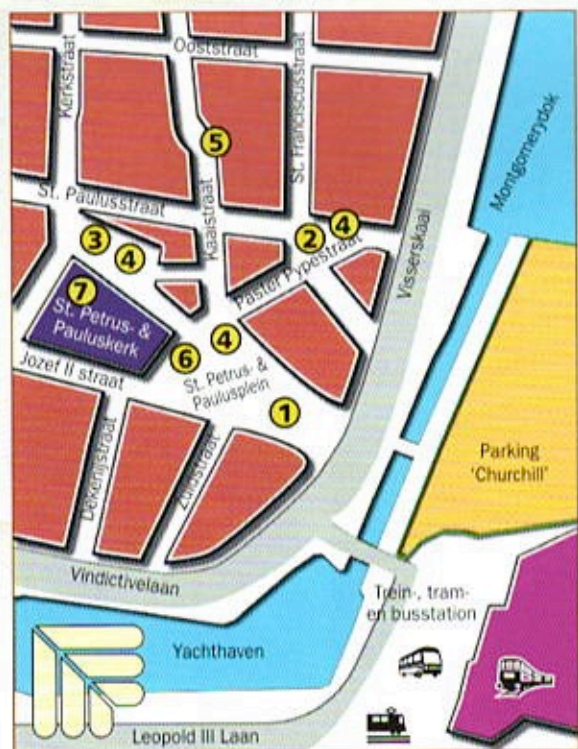 Ooststraat
Kerkstraat
St. Franciscusstraat
5
Montgomerydok
St. Paulusstraat
Kaaistraat
4
2
3
4
Visserskaai
Paster Pypestraat
7
St. Petrus- &
Pauluskerk
4
6
St. Petrus- &
Paulusplein
Jozef II straat
1
Dekenijstraat
Zuidstraat
Parking
'Churchill'
Vindictivelaan
Trein-, tram-
en busstation
Yachthaven
Leopold III Laan